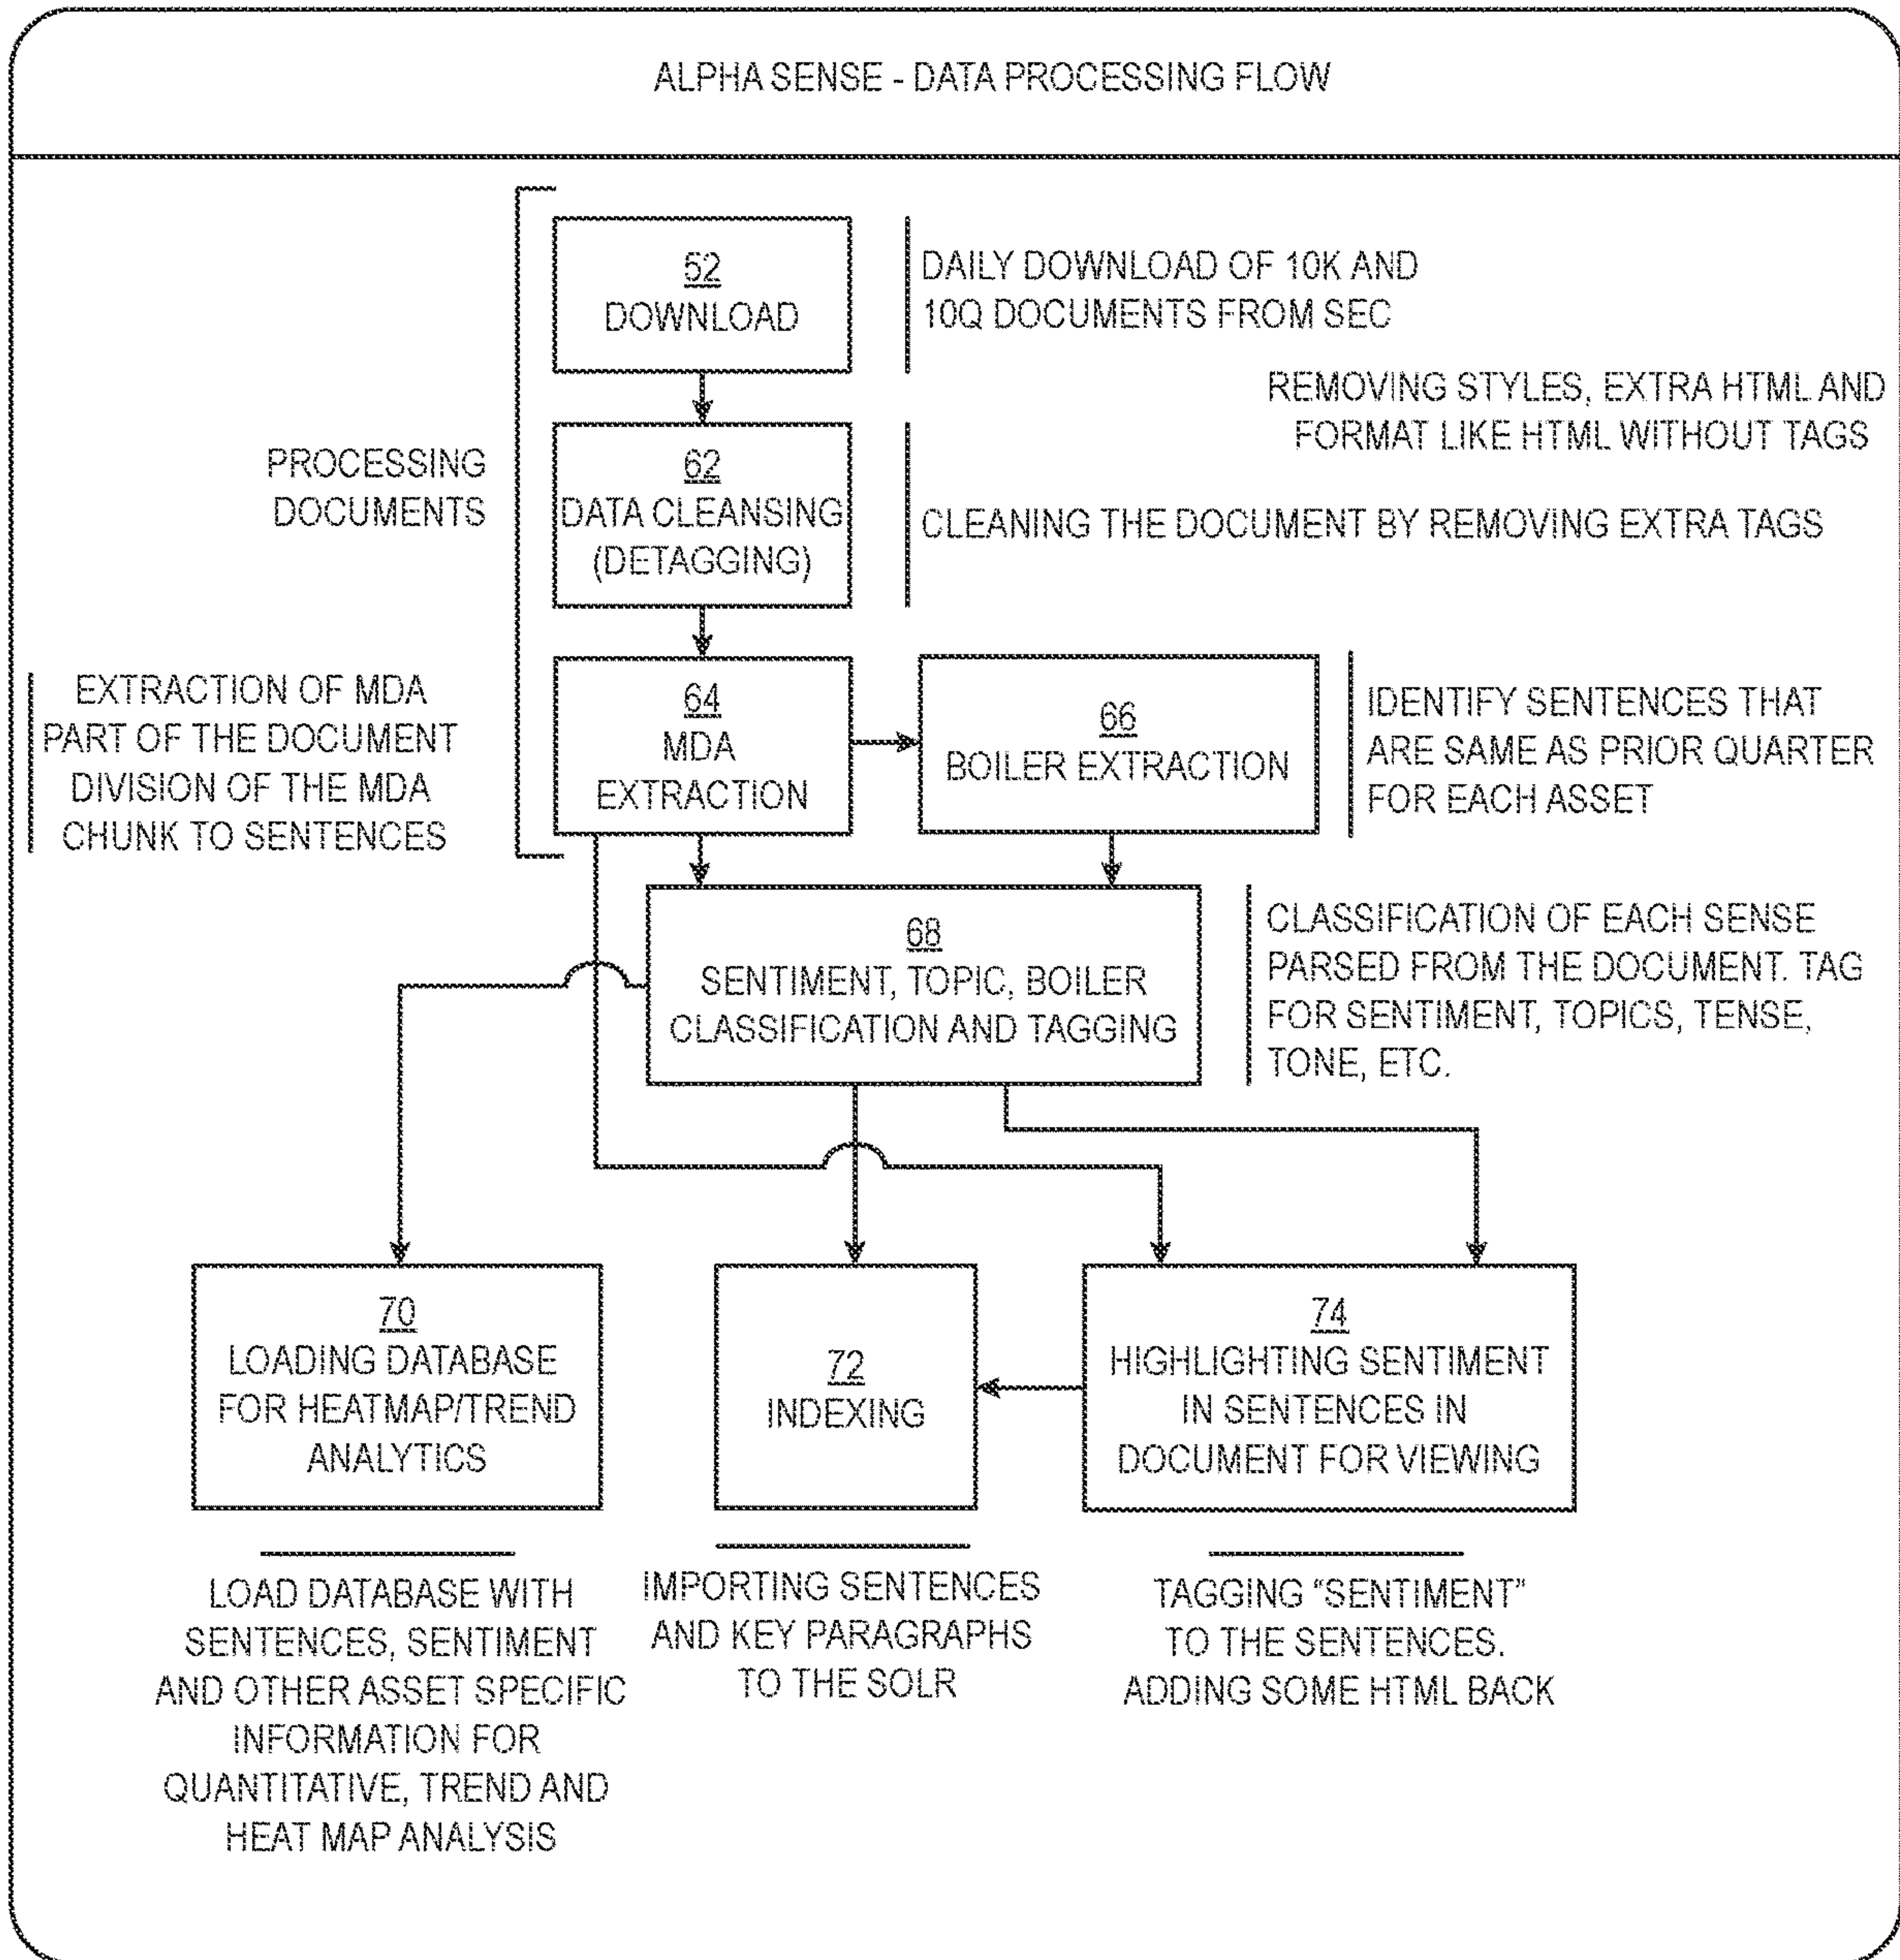 ALPHA SENSE - DATA PROCESSING FLOW
52
DOWNLOAD
DAILY DOWNLOAD OF 10K AND
10Q DOCUMENTS FROM SEC
REMOVING STYLES, EXTRA HTML AND
FORMAT LIKE HTML WITHOUT TAGS
PROCESSING
DOCUMENTS
62
DATA CLEANSING
(DETAGGING)
CLEANING THE DOCUMENT BY REMOVING EXTRA TAGS
EXTRACTION OF MDA
PART OF THE DOCUMENT
DIVISION OF THE MDA
CHUNK TO SENTENCES
64
MDA
EXTRACTION
66
BOILER EXTRACTION
IDENTIFY SENTENCES THAT
ARE SAME AS PRIOR QUARTER
FOR EACH ASSET
68
SENTIMENT, TOPIC, BOILER
CLASSIFICATION AND TAGGING
CLASSIFICATION OF EACH SENSE
PARSED FROM THE DOCUMENT. TAG
FOR SENTIMENT, TOPICS, TENSE,
TONE, ETC.
70
LOADING DATABASE
FOR HEATMAP/TREND
ANALYTICS
72
INDEXING
74
HIGHLIGHTING SENTIMENT
IN SENTENCES IN
DOCUMENT FOR VIEWING
LOAD DATABASE WITH
SENTENCES, SENTIMENT
AND OTHER ASSET SPECIFIC
INFORMATION FOR
QUANTITATIVE, TREND AND
HEAT MAP ANALYSIS
IMPORTING SENTENCES
AND KEY PARAGRAPHS
TO THE SOLR
TAGGING “SENTIMENT”
TO THE SENTENCES.
ADDING SOME HTML BACK